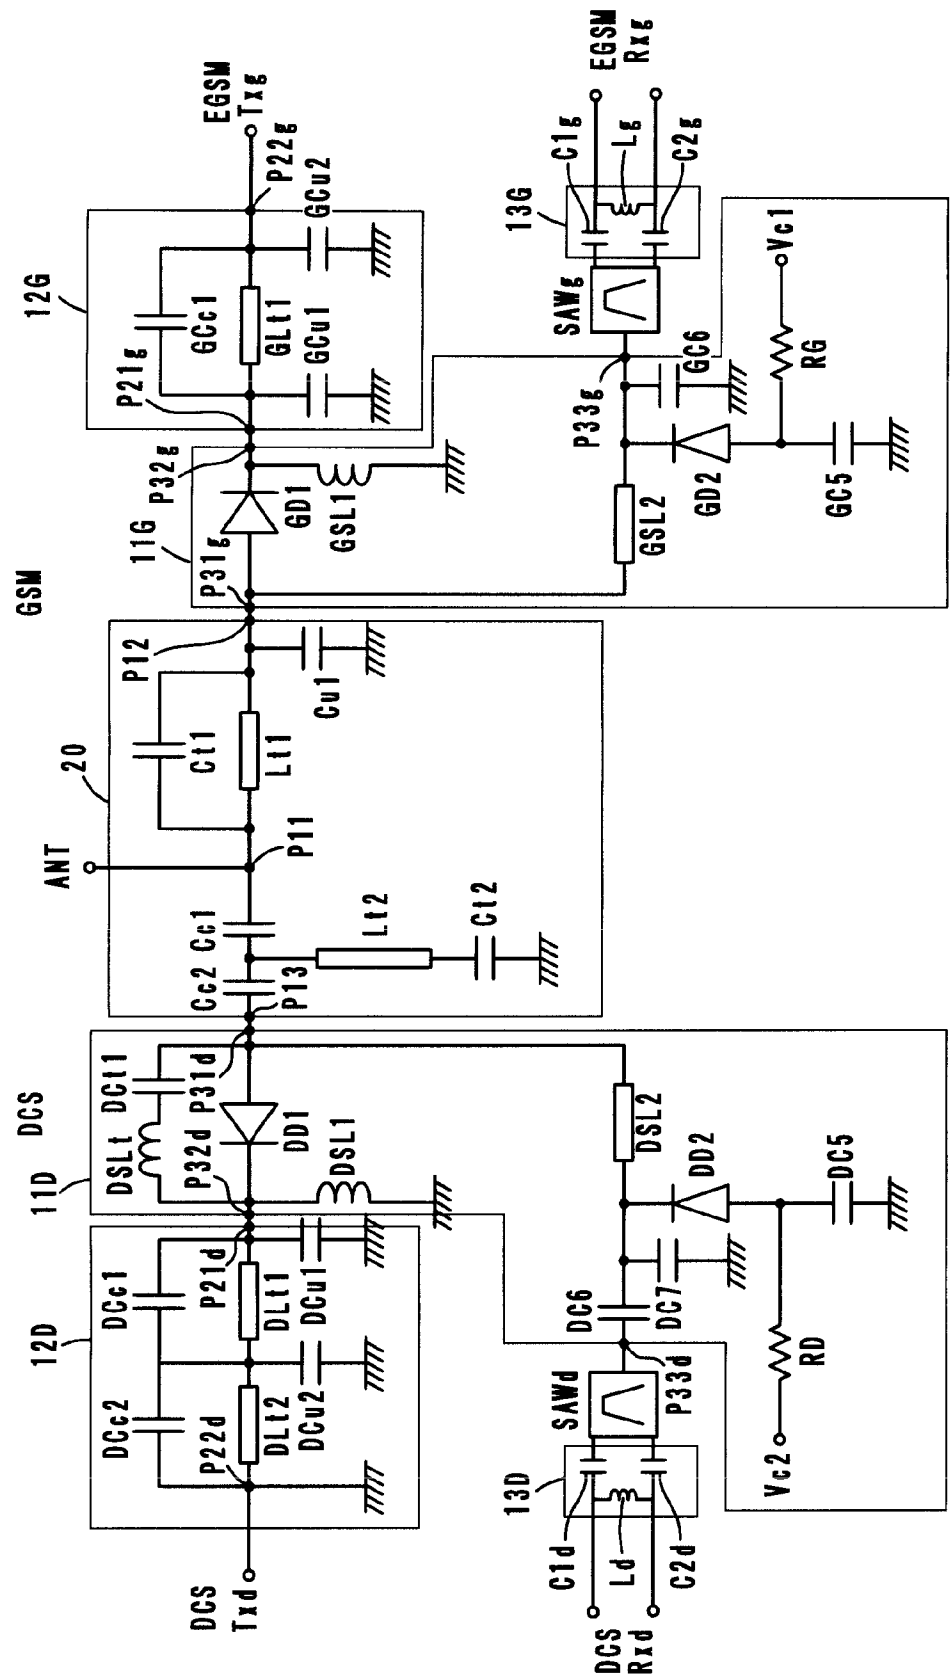 GSM
DCS
ANT
20
P11
P12
P13
Ct1
Lt1
Cu1
Cc1
Cc2
Lt2
Ct2
11G
P31g
P32g
GD1
GSL1
GSL2
GD2
GC5
GC6
P33g
RG
Vc1
12G
P21g
GCc1
GLt1
GCu1
GCu2
P22g
EGSM
Txg
SAWg
13G
C1g
Lg
C2g
EGSM
Rxg
11D
DSLt
DCt1
P31d
P32d
DD1
DSL1
DSL2
DD2
DC5
DC6
DC7
P33d
RD
Vc2
12D
DCc1
DCc2
P21d
P22d
DLt1
DLt2
DCu1
DCu2
DCS
Txd
SAWd
13D
C1d
Ld
C2d
DCS
Rxd